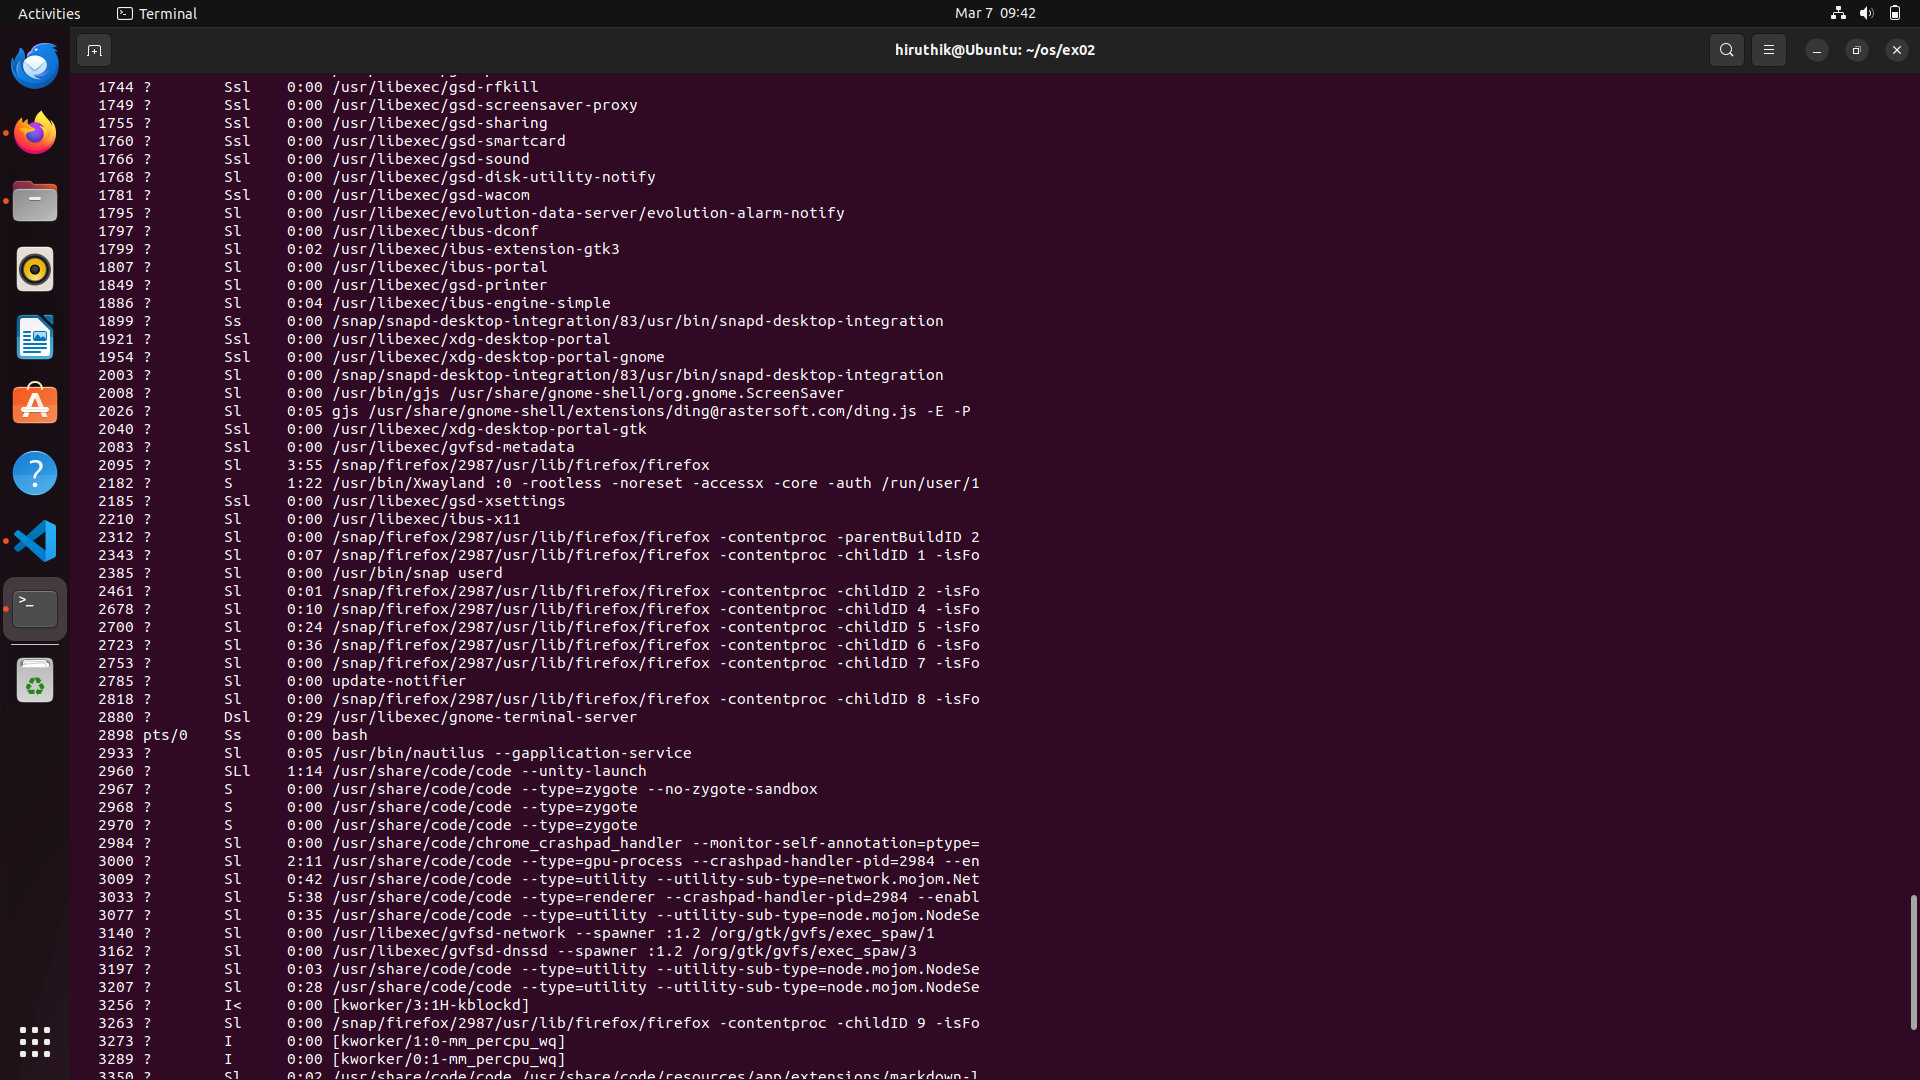 Activities Terminal Mar 7 09:42
hiruthik@Ubuntu: ~/os/ex02
1744 ? Ssl 0:00 /usr/libexec/gsd-rfkill
1749 ? Ssl 0:00 /usr/libexec/gsd-screensaver-proxy
1755 ? Ssl 0:00 /usr/libexec/gsd-sharing
1760 ? Ssl 0:00 /usr/libexec/gsd-smartcard
1766 ? Ssl 0:00 /usr/libexec/gsd-sound
1768 ? Sl 0:00 /usr/libexec/gsd-disk-utility-notify
1781 ? Ssl 0:00 /usr/libexec/gsd-wacom
1795 ? Sl 0:00 /usr/libexec/evolution-data-server/evolution-alarm-notify
1797 ? Sl 0:00 /usr/libexec/ibus-dconf
1799 ? Sl 0:02 /usr/libexec/ibus-extension-gtk3
1807 ? Sl 0:00 /usr/libexec/ibus-portal
1849 ? Sl 0:00 /usr/libexec/gsd-printer
1886 ? Sl 0:04 /usr/libexec/ibus-engine-simple
1899 ? Ss 0:00 /snap/snapd-desktop-integration/83/usr/bin/snapd-desktop-integration
1921 ? Ssl 0:00 /usr/libexec/xdg-desktop-portal
1954 ? Ssl 0:00 /usr/libexec/xdg-desktop-portal-gnome
2003 ? Sl 0:00 /snap/snapd-desktop-integration/83/usr/bin/snapd-desktop-integration
2008 ? Sl 0:00 /usr/bin/gjs /usr/share/gnome-shell/org.gnome.ScreenSaver
2026 ? Sl 0:05 gjs /usr/share/gnome-shell/extensions/ding@rastersoft.com/ding.js -E -P
2040 ? Ssl 0:00 /usr/libexec/xdg-desktop-portal-gtk
2083 ? Ssl 0:00 /usr/libexec/gvfsd-metadata
2095 ? Sl 3:55 /snap/firefox/2987/usr/lib/firefox/firefox
2182 ? S 1:22 /usr/bin/Xwayland :0 -rootless -noreset -accessx -core -auth /run/user/1
2185 ? Ssl 0:00 /usr/libexec/gsd-xsettings
2210 ? Sl 0:00 /usr/libexec/ibus-x11
2312 ? Sl 0:00 /snap/firefox/2987/usr/lib/firefox/firefox -contentproc -parentBuildID 2
2343 ? Sl 0:07 /snap/firefox/2987/usr/lib/firefox/firefox -contentproc -childID 1 -isFo
2385 ? Sl 0:00 /usr/bin/snap userd
2461 ? Sl 0:01 /snap/firefox/2987/usr/lib/firefox/firefox -contentproc -childID 2 -isFo
2678 ? Sl 0:10 /snap/firefox/2987/usr/lib/firefox/firefox -contentproc -childID 4 -isFo
2700 ? Sl 0:24 /snap/firefox/2987/usr/lib/firefox/firefox -contentproc -childID 5 -isFo
2723 ? Sl 0:36 /snap/firefox/2987/usr/lib/firefox/firefox -contentproc -childID 6 -isFo
2753 ? Sl 0:00 /snap/firefox/2987/usr/lib/firefox/firefox -contentproc -childID 7 -isFo
2785 ? Sl 0:00 update-notifier
2818 ? Sl 0:00 /snap/firefox/2987/usr/lib/firefox/firefox -contentproc -childID 8 -isFo
2880 ? Dsl 0:29 /usr/libexec/gnome-terminal-server
2898 pts/0 Ss 0:00 bash
2933 ? Sl 0:05 /usr/bin/nautilus --gapplication-service
2960 ? SLl 1:14 /usr/share/code/code --unity-launch
2967 ? S 0:00 /usr/share/code/code --type=zygote --no-zygote-sandbox
2968 ? S 0:00 /usr/share/code/code --type=zygote
2970 ? S 0:00 /usr/share/code/code --type=zygote
2984 ? Sl 0:00 /usr/share/code/chrome_crashpad_handler --monitor-self-annotation=ptype=
3000 ? Sl 2:11 /usr/share/code/code --type=gpu-process --crashpad-handler-pid=2984 --en
3009 ? Sl 0:42 /usr/share/code/code --type=utility --utility-sub-type=network.mojom.Net
3033 ? Sl 5:38 /usr/share/code/code --type=renderer --crashpad-handler-pid=2984 --enabl
3077 ? Sl 0:35 /usr/share/code/code --type=utility --utility-sub-type=node.mojom.NodeSe
3140 ? Sl 0:00 /usr/libexec/gvfsd-network --spawner :1.2 /org/gtk/gvfs/exec_spaw/1
3162 ? Sl 0:00 /usr/libexec/gvfsd-dnssd --spawner :1.2 /org/gtk/gvfs/exec_spaw/3
3197 ? Sl 0:03 /usr/share/code/code --type=utility --utility-sub-type=node.mojom.NodeSe
3207 ? Sl 0:28 /usr/share/code/code --type=utility --utility-sub-type=node.mojom.NodeSe
3256 ? I< 0:00 [kworker/3:1H-kblockd]
3263 ? Sl 0:00 /snap/firefox/2987/usr/lib/firefox/firefox -contentproc -childID 9 -isFo
3273 ? I 0:00 [kworker/1:0-mm_percpu_wq]
3289 ? I 0:00 [kworker/0:1-mm_percpu_wq]
3350 ? Sl 0:02 /usr/share/code/code /usr/share/code/resources/app/extensions/markdown-l